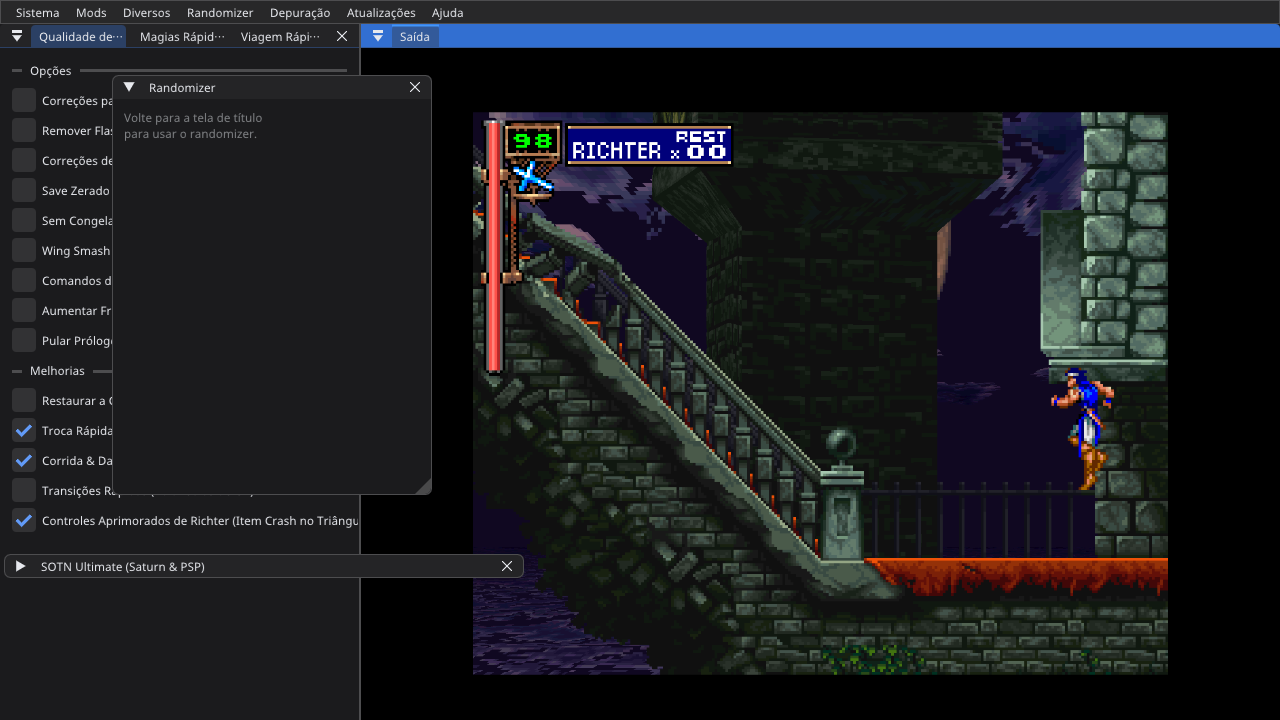 Sistema Mods Diversos Randomizer Depuração Atualizações Ajuda
Qualidade de··· Magias Rápid··· Viagem Rápi···
Saída
Opções
Correções pa
Remover Flas
Correções de
Save Zerado
Sem Congela
Wing Smash
Comandos d
Aumentar Fr
Pular Prólog
Melhorias
Restaurar a
Troca Rápida
Corrida & Da
Transições
Controles Aprimorados de Richter (Item Crash no Triângu
Randomizer
Volte para a tela de título
para usar o randomizer.
SOTN Ultimate (Saturn & PSP)
98
REST
RICHTER x 00